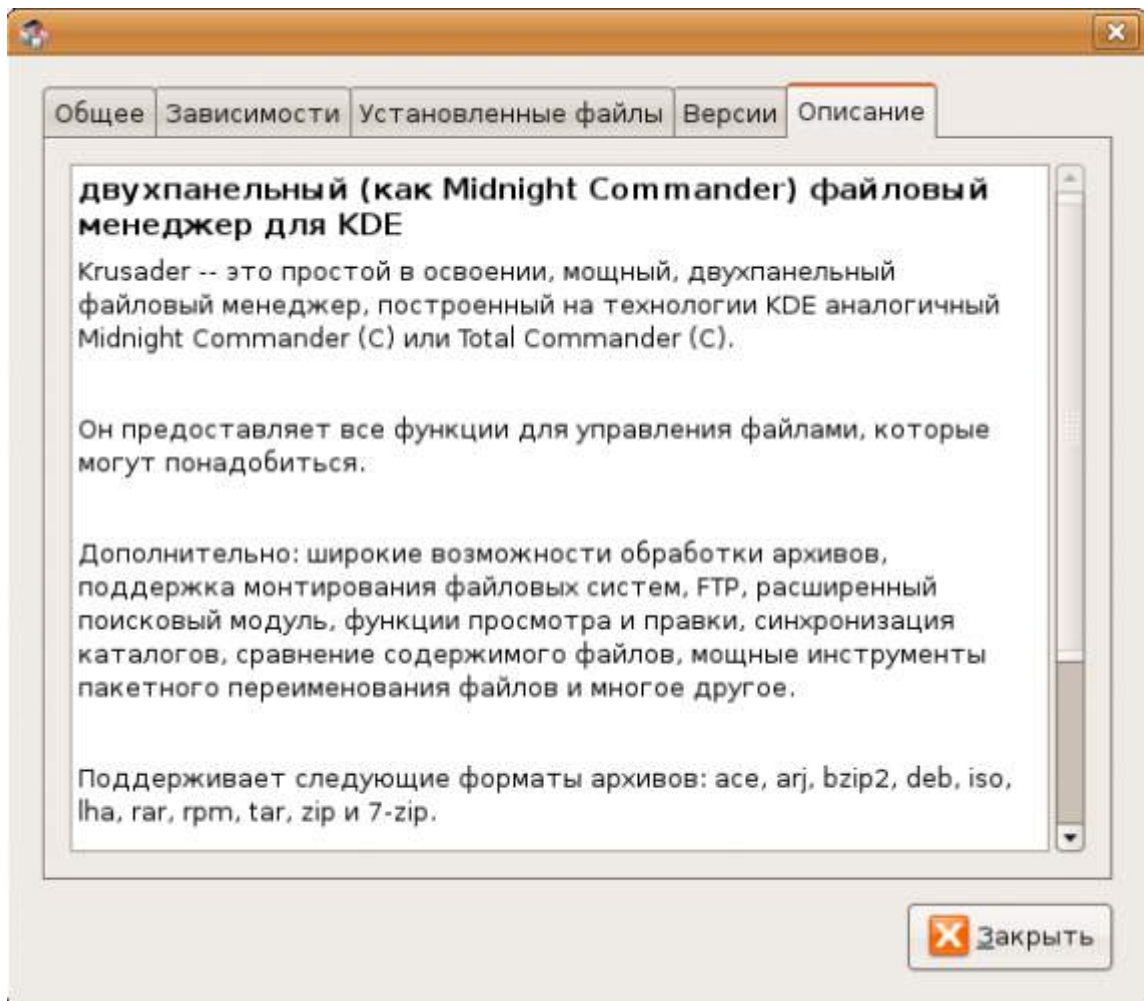 Общее Зависимости Установленные файлы Версии Описание
двухпанельный (как Midnight Commander) файловый
менеджер для KDE
Krusader -- это простой в освоении, мощный, двухпанельный
файловый менеджер, построенный на технологии KDE аналогичный
Midnight Commander (C) или Total Commander (C).
Он предоставляет все функции для управления файлами, которые
могут понадобиться.
Дополнительно: широкие возможности обработки архивов,
поддержка монтирования файловых систем, FTP, расширенный
поисковый модуль, функции просмотра и правки, синхронизация
каталогов, сравнение содержимого файлов, мощные инструменты
пакетного переименования файлов и многое другое.
Поддерживает следующие форматы архивов: ace, arj, bzip2, deb, iso,
lha, rar, rpm, tar, zip и 7-zip.
Закрыть